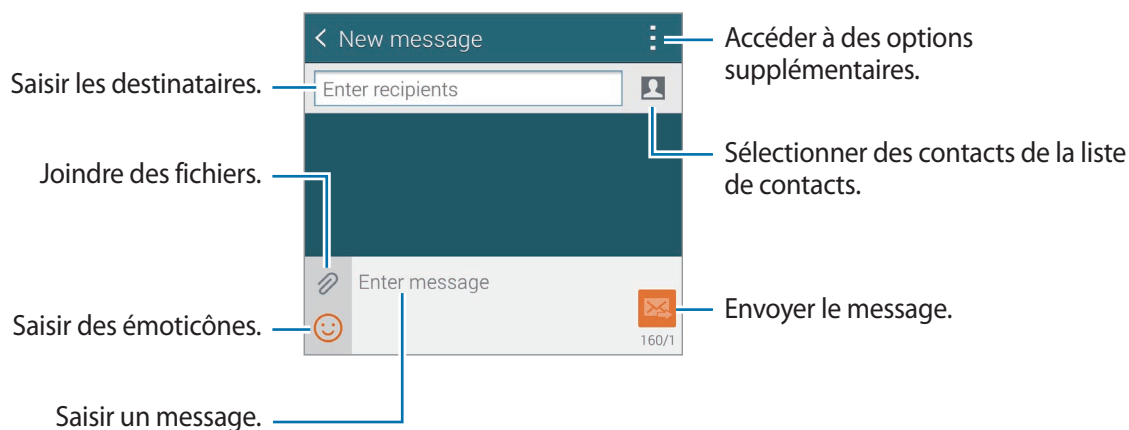 New message
Accéder à des options
supplémentaires.
Saisir les destinataires.
Enter recipients
Sélectionner des contacts de la liste
de contacts.
Joindre des fichiers.
Enter message
Envoyer le message.
Saisir des émoticônes.
160/1
Saisir un message.